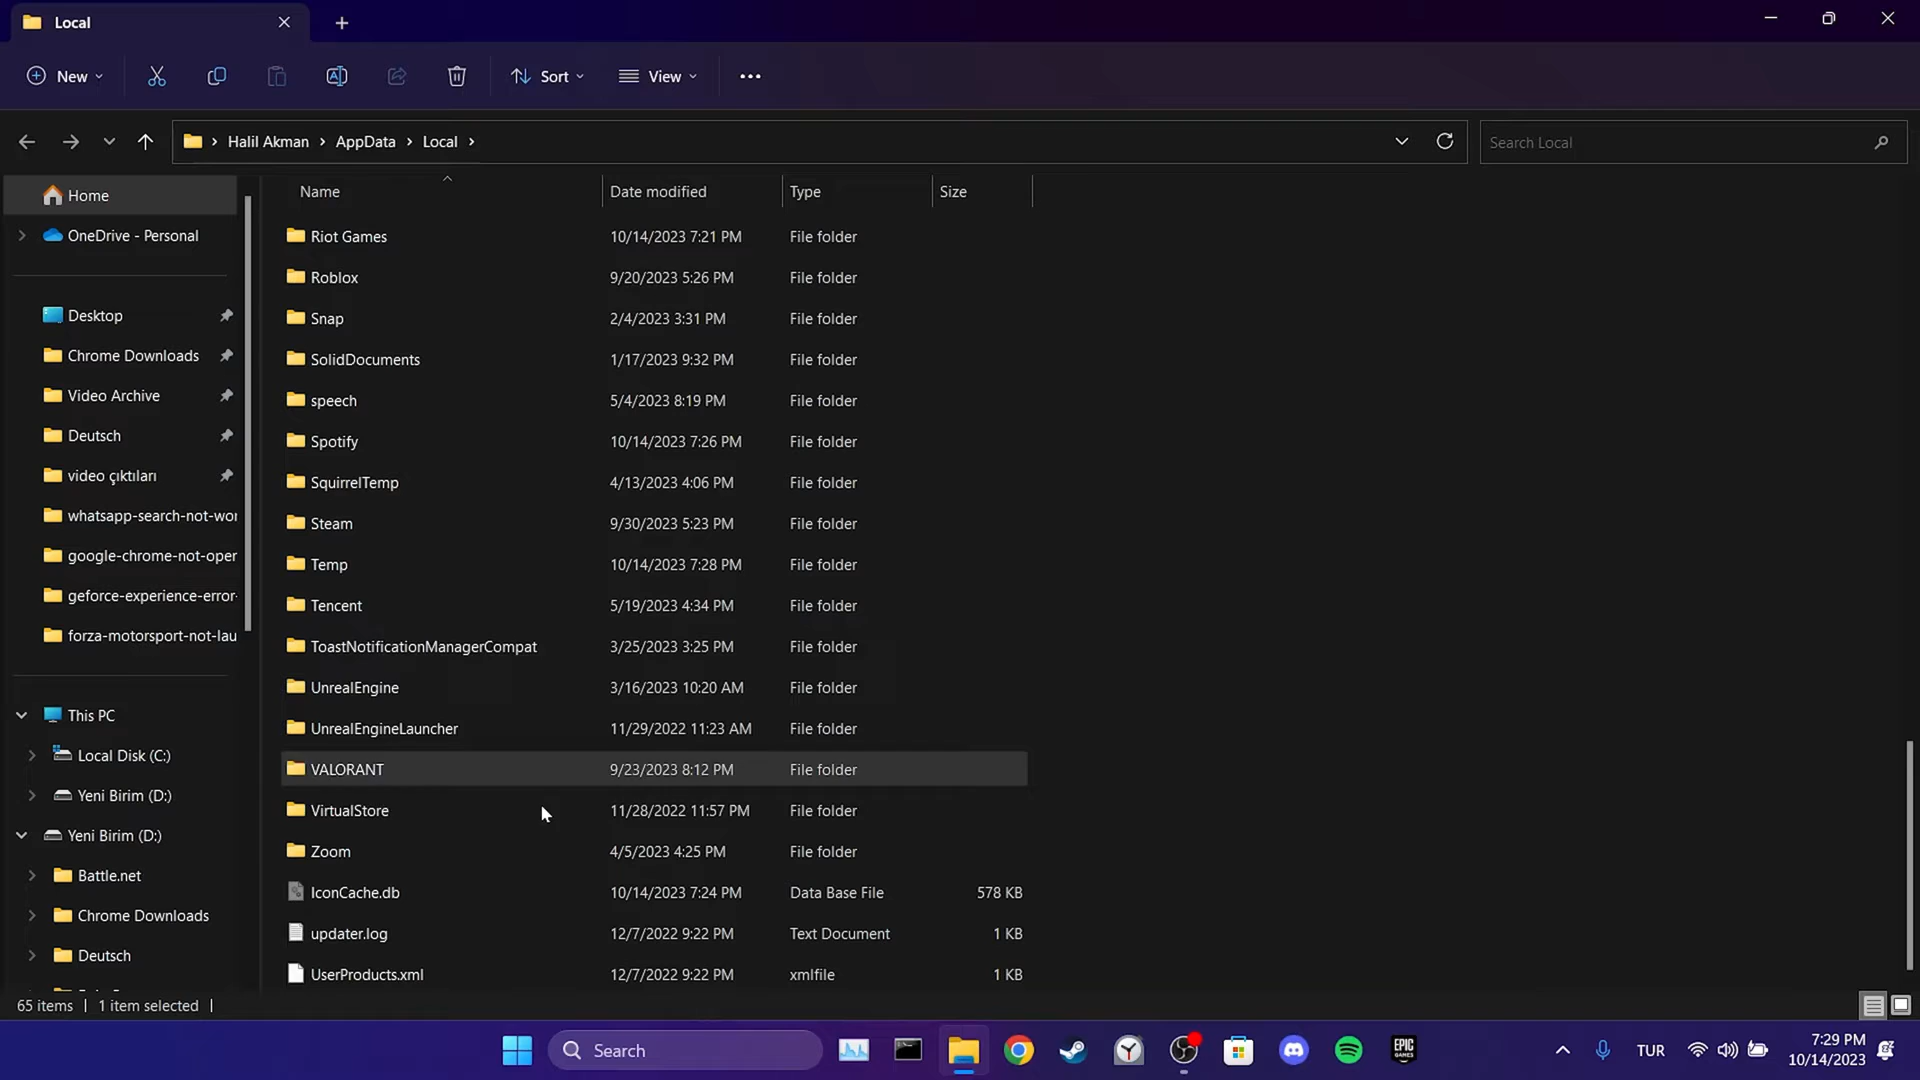 Local
New
Sort
View
Halil Akman
AppData
Local
Search Local
Name
Date modified
Type
Size
Home
OneDrive - Personal
Desktop
Chrome Downloads
Video Archive
Deutsch
video çıktıları
whatsapp-search-not-wor
google-chrome-not-oper
geforce-experience-error-
forza-motorsport-not-lau
This PC
Local Disk (C:)
Yeni Birim (D:)
Yeni Birim (D:)
Battle.net
Chrome Downloads
Deutsch
Riot Games 10/14/2023 7:21 PM File folder
Roblox 9/20/2023 5:26 PM File folder
Snap 2/4/2023 3:31 PM File folder
SolidDocuments 1/17/2023 9:32 PM File folder
speech 5/4/2023 8:19 PM File folder
Spotify 10/14/2023 7:26 PM File folder
SquirrelTemp 4/13/2023 4:06 PM File folder
Steam 9/30/2023 5:23 PM File folder
Temp 10/14/2023 7:28 PM File folder
Tencent 5/19/2023 4:34 PM File folder
ToastNotificationManagerCompat 3/25/2023 3:25 PM File folder
UnrealEngine 3/16/2023 10:20 AM File folder
UnrealEngineLauncher 11/29/2022 11:23 AM File folder
VALORANT 9/23/2023 8:12 PM File folder
VirtualStore 11/28/2022 11:57 PM File folder
Zoom 4/5/2023 4:25 PM File folder
IconCache.db 10/14/2023 7:24 PM Data Base File 578 KB
updater.log 12/7/2022 9:22 PM Text Document 1 KB
UserProducts.xml 12/7/2022 9:22 PM xmlfile 1 KB
65 items 1 item selected
Search
EPIC
GAMES
TUR
7:29 PM
10/14/2023